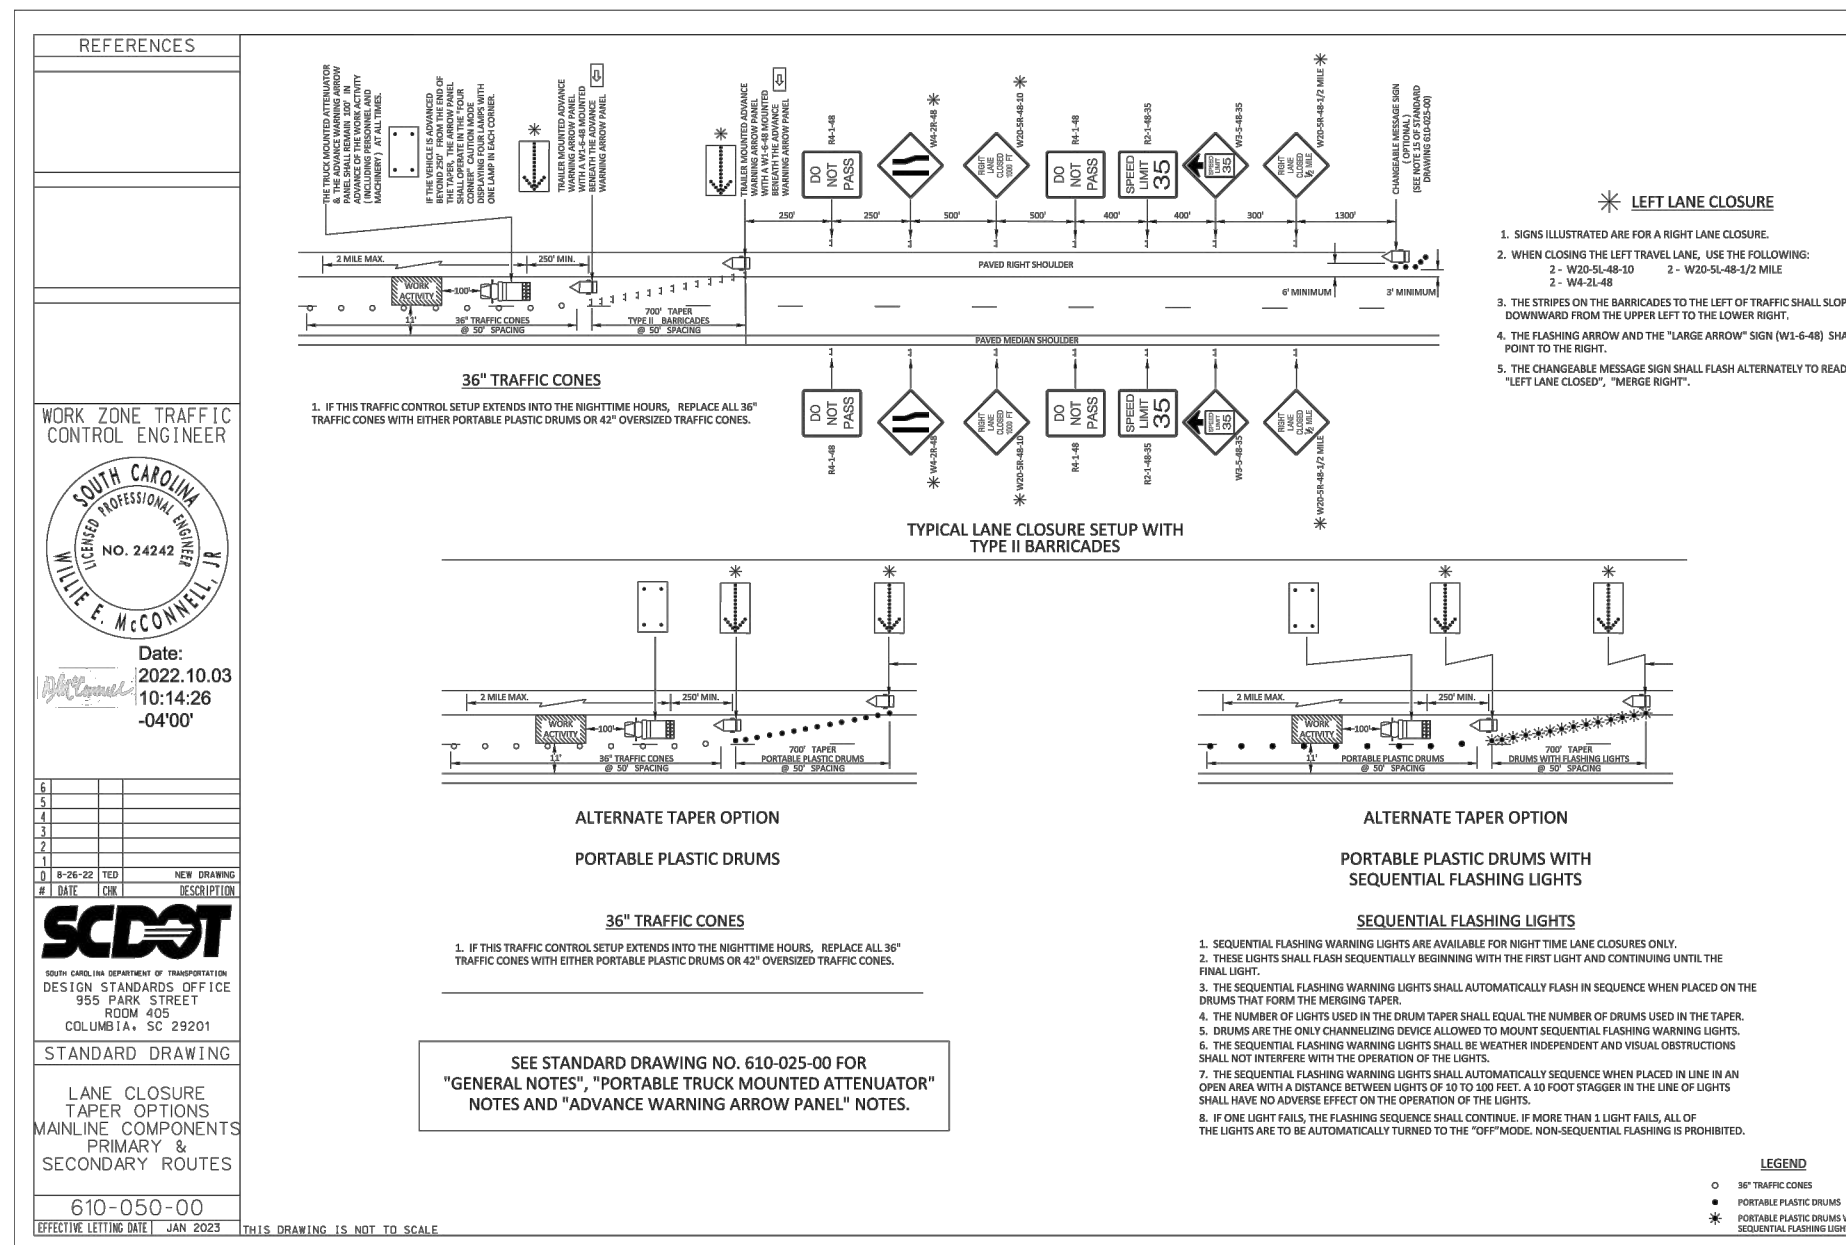 REFERENCES
WORK ZONE TRAFFIC
CONTROL ENGINEER
SOUTH CAROLINA
LICENSED PROFESSIONAL ENGINEER
NO. 24242
WILLIE E. McCONNELL, JR
Date:
2022.10.03
10:14:26
-04'00'
6
5
4
3
2
1
0 8-26-22 TED NEW DRAWING
# DATE CHK DESCRIPTION
SCDOT
SOUTH CAROLINA DEPARTMENT OF TRANSPORTATION
DESIGN STANDARDS OFFICE
955 PARK STREET
ROOM 405
COLUMBIA, SC 29201
STANDARD DRAWING
LANE CLOSURE
TAPER OPTIONS
MAINLINE COMPONENTS
PRIMARY &
SECONDARY ROUTES
610-050-00
EFFECTIVE LETTING DATE JAN 2023
THIS DRAWING IS NOT TO SCALE
THE TRUCK MOUNTED ATTENUATOR
& THE ADVANCE WARNING ARROW
PANEL SHALL REMAIN 100' IN
ADVANCE OF THE WORK ACTIVITY
(INCLUDING PERSONNEL AND
MACHINERY) AT ALL TIMES.
IF THE VEHICLE IS ADVANCED
BEYOND 250' FROM THE END OF
THE TAPER, THE ARROW PANEL
SHALL OPERATE IN THE "FOUR
CORNER" CAUTION MODE
DISPLAYING FOUR LAMPS WITH
ONE LAMP IN EACH CORNER.
TRAILER MOUNTED ADVANCE
WARNING ARROW PANEL
WITH A W1-6-48 MOUNTED
BENEATH THE ADVANCE
WARNING ARROW PANEL
TRAILER MOUNTED ADVANCE
WARNING ARROW PANEL
WITH A W1-6-48 MOUNTED
BENEATH THE ADVANCE
WARNING ARROW PANEL
R4-1-48
DO
NOT
PASS
W4-2R-48
W20-5R-48-10
RIGHT
LANE
CLOSED
1000 FT
R4-1-48
DO
NOT
PASS
R2-1-48-35
SPEED
LIMIT
35
W3-5-48-35
SPEED
LIMIT
35
W20-5R-48-1/2 MILE
RIGHT
LANE
CLOSED
½ MILE
CHANGEABLE MESSAGE SIGN
(OPTIONAL)
(SEE NOTE 15 OF STANDARD
DRAWING 610-025-00)
250' 250' 500' 500' 400' 400' 300' 1300'
2 MILE MAX. 250' MIN.
PAVED RIGHT SHOULDER
WORK
ACTIVITY
100'
6' MINIMUM 3' MINIMUM
11'
36" TRAFFIC CONES
@ 50' SPACING
700' TAPER
TYPE II BARRICADES
@ 50' SPACING
PAVED MEDIAN SHOULDER
DO
NOT
PASS
R4-1-48
W4-2R-48
RIGHT
LANE
CLOSED
1000 FT
W20-5R-48-10
DO
NOT
PASS
R4-1-48
SPEED
LIMIT
35
R2-1-48-35
SPEED
LIMIT
35
W3-5-48-35
RIGHT
LANE
CLOSED
½ MILE
W20-5R-48-1/2 MILE
36" TRAFFIC CONES
1. IF THIS TRAFFIC CONTROL SETUP EXTENDS INTO THE NIGHTTIME HOURS, REPLACE ALL 36"
TRAFFIC CONES WITH EITHER PORTABLE PLASTIC DRUMS OR 42" OVERSIZED TRAFFIC CONES.
TYPICAL LANE CLOSURE SETUP WITH
TYPE II BARRICADES
LEFT LANE CLOSURE
1. SIGNS ILLUSTRATED ARE FOR A RIGHT LANE CLOSURE.
2. WHEN CLOSING THE LEFT TRAVEL LANE, USE THE FOLLOWING:
2 - W20-5L-48-10 2 - W20-5L-48-1/2 MILE
2 - W4-2L-48
3. THE STRIPES ON THE BARRICADES TO THE LEFT OF TRAFFIC SHALL SLOP
DOWNWARD FROM THE UPPER LEFT TO THE LOWER RIGHT.
4. THE FLASHING ARROW AND THE "LARGE ARROW" SIGN (W1-6-48) SHA
POINT TO THE RIGHT.
5. THE CHANGEABLE MESSAGE SIGN SHALL FLASH ALTERNATELY TO READ
"LEFT LANE CLOSED", "MERGE RIGHT".
2 MILE MAX. 250' MIN.
WORK
ACTIVITY
100'
11'
36" TRAFFIC CONES
@ 50' SPACING
700' TAPER
PORTABLE PLASTIC DRUMS
@ 50' SPACING
ALTERNATE TAPER OPTION
PORTABLE PLASTIC DRUMS
36" TRAFFIC CONES
1. IF THIS TRAFFIC CONTROL SETUP EXTENDS INTO THE NIGHTTIME HOURS, REPLACE ALL 36"
TRAFFIC CONES WITH EITHER PORTABLE PLASTIC DRUMS OR 42" OVERSIZED TRAFFIC CONES.
SEE STANDARD DRAWING NO. 610-025-00 FOR
"GENERAL NOTES", "PORTABLE TRUCK MOUNTED ATTENUATOR"
NOTES AND "ADVANCE WARNING ARROW PANEL" NOTES.
2 MILE MAX. 250' MIN.
WORK
ACTIVITY
100'
11'
PORTABLE PLASTIC DRUMS
@ 50' SPACING
700' TAPER
DRUMS WITH FLASHING LIGHTS
@ 50' SPACING
ALTERNATE TAPER OPTION
PORTABLE PLASTIC DRUMS WITH
SEQUENTIAL FLASHING LIGHTS
SEQUENTIAL FLASHING LIGHTS
1. SEQUENTIAL FLASHING WARNING LIGHTS ARE AVAILABLE FOR NIGHT TIME LANE CLOSURES ONLY.
2. THESE LIGHTS SHALL FLASH SEQUENTIALLY BEGINNING WITH THE FIRST LIGHT AND CONTINUING UNTIL THE
FINAL LIGHT.
3. THE SEQUENTIAL FLASHING WARNING LIGHTS SHALL AUTOMATICALLY FLASH IN SEQUENCE WHEN PLACED ON THE
DRUMS THAT FORM THE MERGING TAPER.
4. THE NUMBER OF LIGHTS USED IN THE DRUM TAPER SHALL EQUAL THE NUMBER OF DRUMS USED IN THE TAPER.
5. DRUMS ARE THE ONLY CHANNELIZING DEVICE ALLOWED TO MOUNT SEQUENTIAL FLASHING WARNING LIGHTS.
6. THE SEQUENTIAL FLASHING WARNING LIGHTS SHALL BE WEATHER INDEPENDENT AND VISUAL OBSTRUCTIONS
SHALL NOT INTERFERE WITH THE OPERATION OF THE LIGHTS.
7. THE SEQUENTIAL FLASHING WARNING LIGHTS SHALL AUTOMATICALLY SEQUENCE WHEN PLACED IN LINE IN AN
OPEN AREA WITH A DISTANCE BETWEEN LIGHTS OF 10 TO 100 FEET. A 10 FOOT STAGGER IN THE LINE OF LIGHTS
SHALL HAVE NO ADVERSE EFFECT ON THE OPERATION OF THE LIGHTS.
8. IF ONE LIGHT FAILS, THE FLASHING SEQUENCE SHALL CONTINUE. IF MORE THAN 1 LIGHT FAILS, ALL OF
THE LIGHTS ARE TO BE AUTOMATICALLY TURNED TO THE "OFF"MODE. NON-SEQUENTIAL FLASHING IS PROHIBITED.
LEGEND
36" TRAFFIC CONES
PORTABLE PLASTIC DRUMS
PORTABLE PLASTIC DRUMS W
SEQUENTIAL FLASHING LIGH